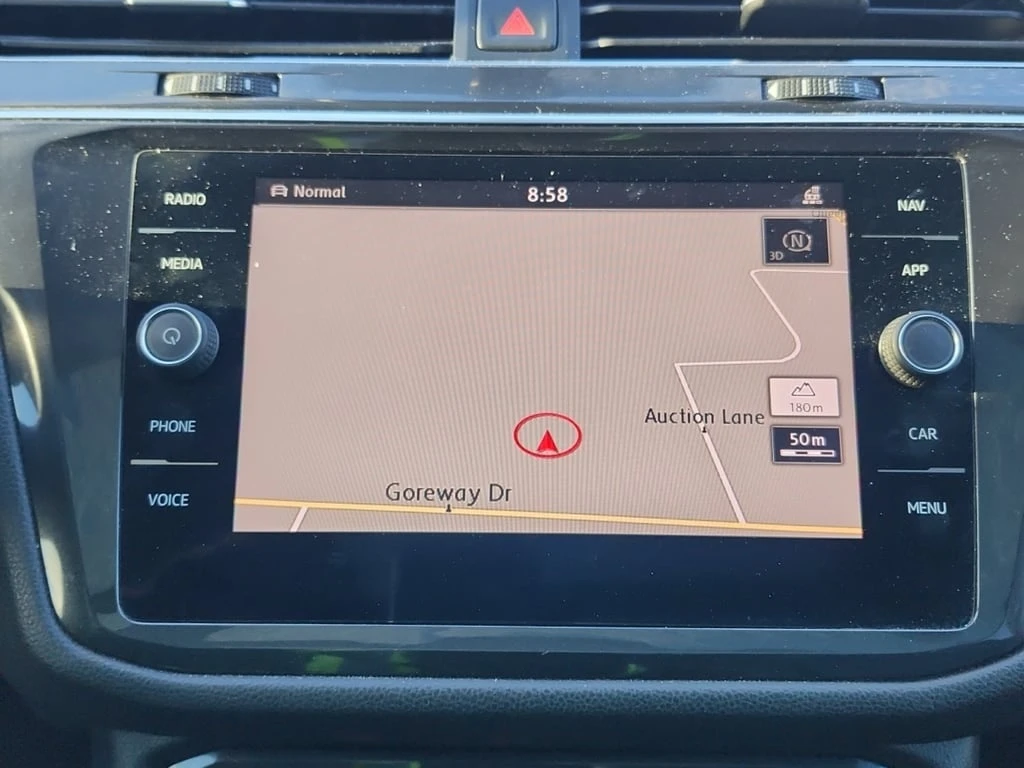 RADIO
Normal
8:58
NAV
MEDIA
N
3D
APP
180m
Auction Lane
PHONE
50m
CAR
Goreway Dr
VOICE
MENU